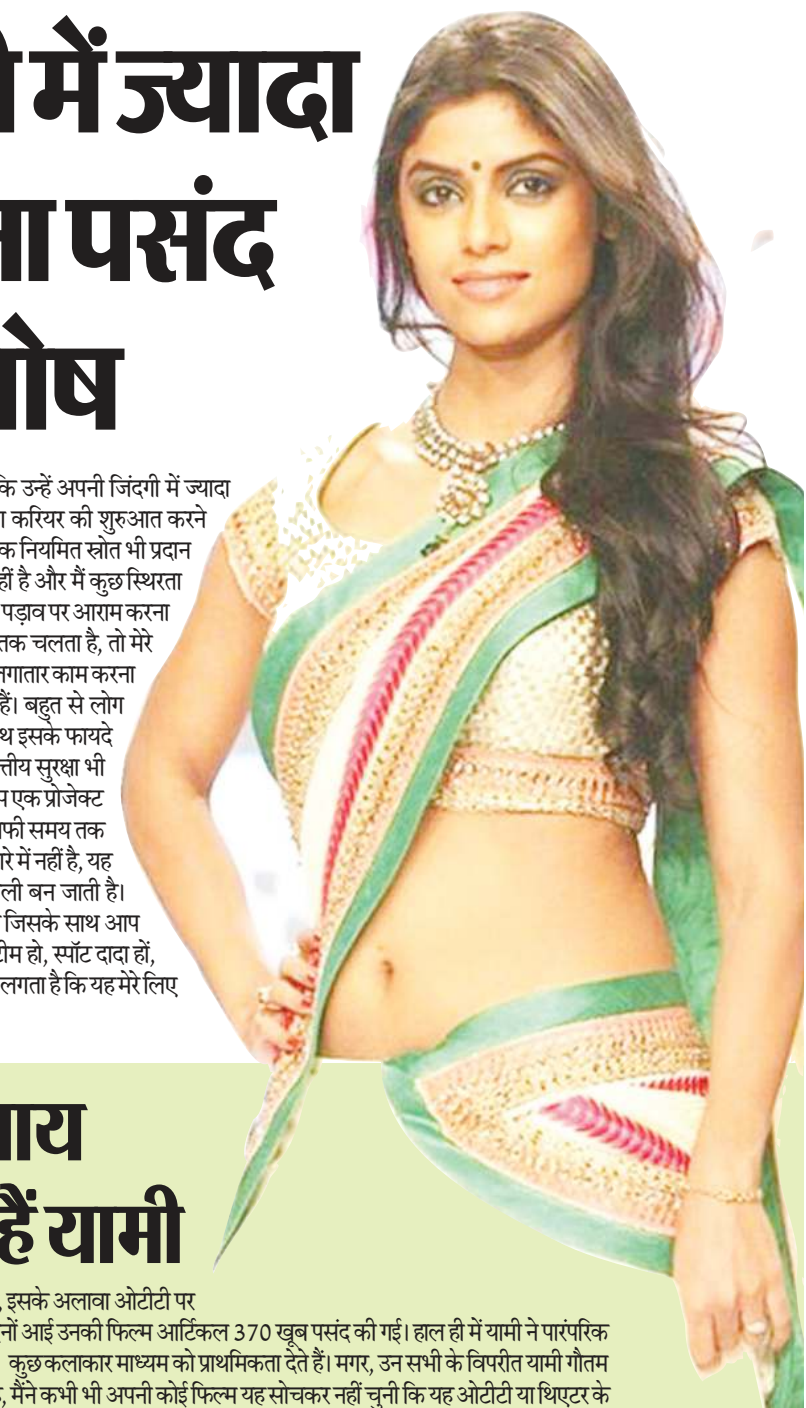 में ज्यादा
पसंद
कि उन्हें अपनी जिंदगी में ज्यादा
करियर की शुरुआत करने
क नियमित स्रोत भी प्रदान
हीं है और मैं कुछ स्थिरता
पड़ाव पर आराम करना
तक चलता है, तो मेरे
लगातार काम करना
हैं। बहुत से लोग
थ इसके फायदे
त्तीय सुरक्षा भी
एक प्रोजेक्ट
फी समय तक
रे में नहीं है, यह
ली बन जाती है।
जिसके साथ आप
टीम हो, स्पॉट दादा हों,
लगता है कि यह मेरे लिए
हैं यामी
, इसके अलावा ओटीटी पर
नों आई उनकी फिल्म आर्टिकल 370 खूब पसंद की गई। हाल ही में यामी ने पारंपरिक
कुछ कलाकार माध्यम को प्राथमिकता देते हैं। मगर, उन सभी के विपरीत यामी गौतम
, मैंने कभी भी अपनी कोई फिल्म यह सोचकर नहीं चुनी कि यह ओटीटी या थिएटर के